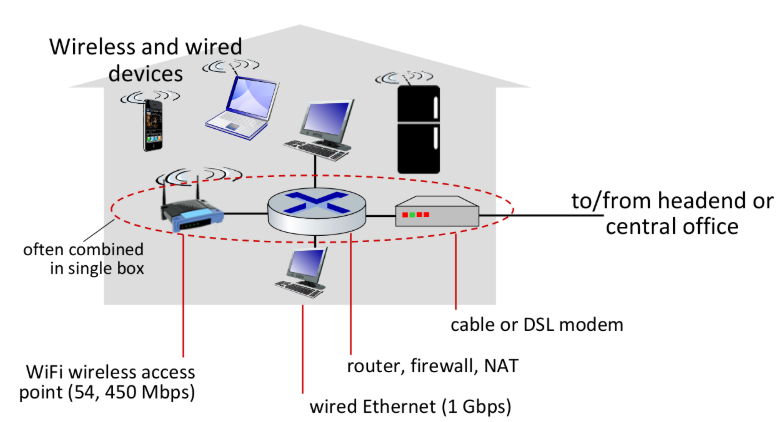 Wireless and wired
devices
to/from headend or
central office
often combined
in single box
cable or DSL modem
router, firewall, NAT
WiFi wireless access
point (54, 450 Mbps)
wired Ethernet (1 Gbps)